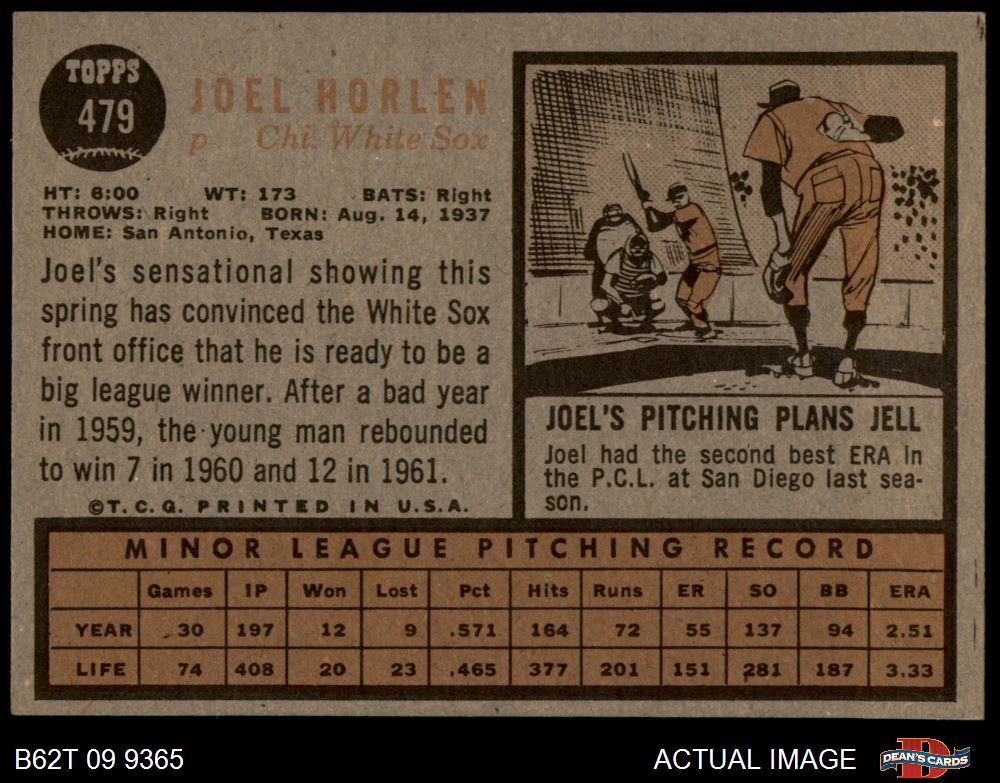 TOPPS
479
JOEL HORLEN
p Chi. White Sox
HT: 6:00 WT: 173 BATS: Right
THROWS: Right BORN: Aug. 14, 1937
HOME: San Antonio, Texas
Joel's sensational showing this
spring has convinced the White Sox
front office that he is ready to be a
big league winner. After a bad year
in 1959, the young man rebounded
to win 7 in 1960 and 12 in 1961.
©T.C.G. PRINTED IN U.S.A.
JOEL'S PITCHING PLANS JELL
Joel had the second best ERA in
the P.C.L. at San Diego last sea-
son.
MINOR LEAGUE PITCHING RECORD
Games IP Won Lost Pct Hits Runs ER SO BB ERA
YEAR 30 197 12 9 .571 164 72 55 137 94 2.51
LIFE 74 408 20 23 .465 377 201 151 281 187 3.33
B62T 09 9365
ACTUAL IMAGE
DEAN'S CARDS